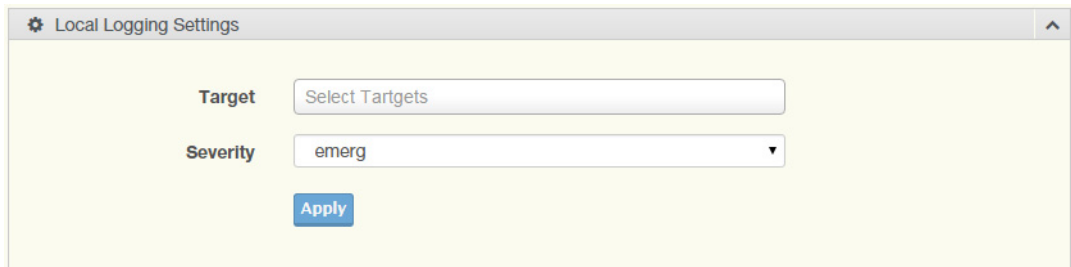 Local Logging Settings
Target Select Tartgets
Severity emerg
Apply